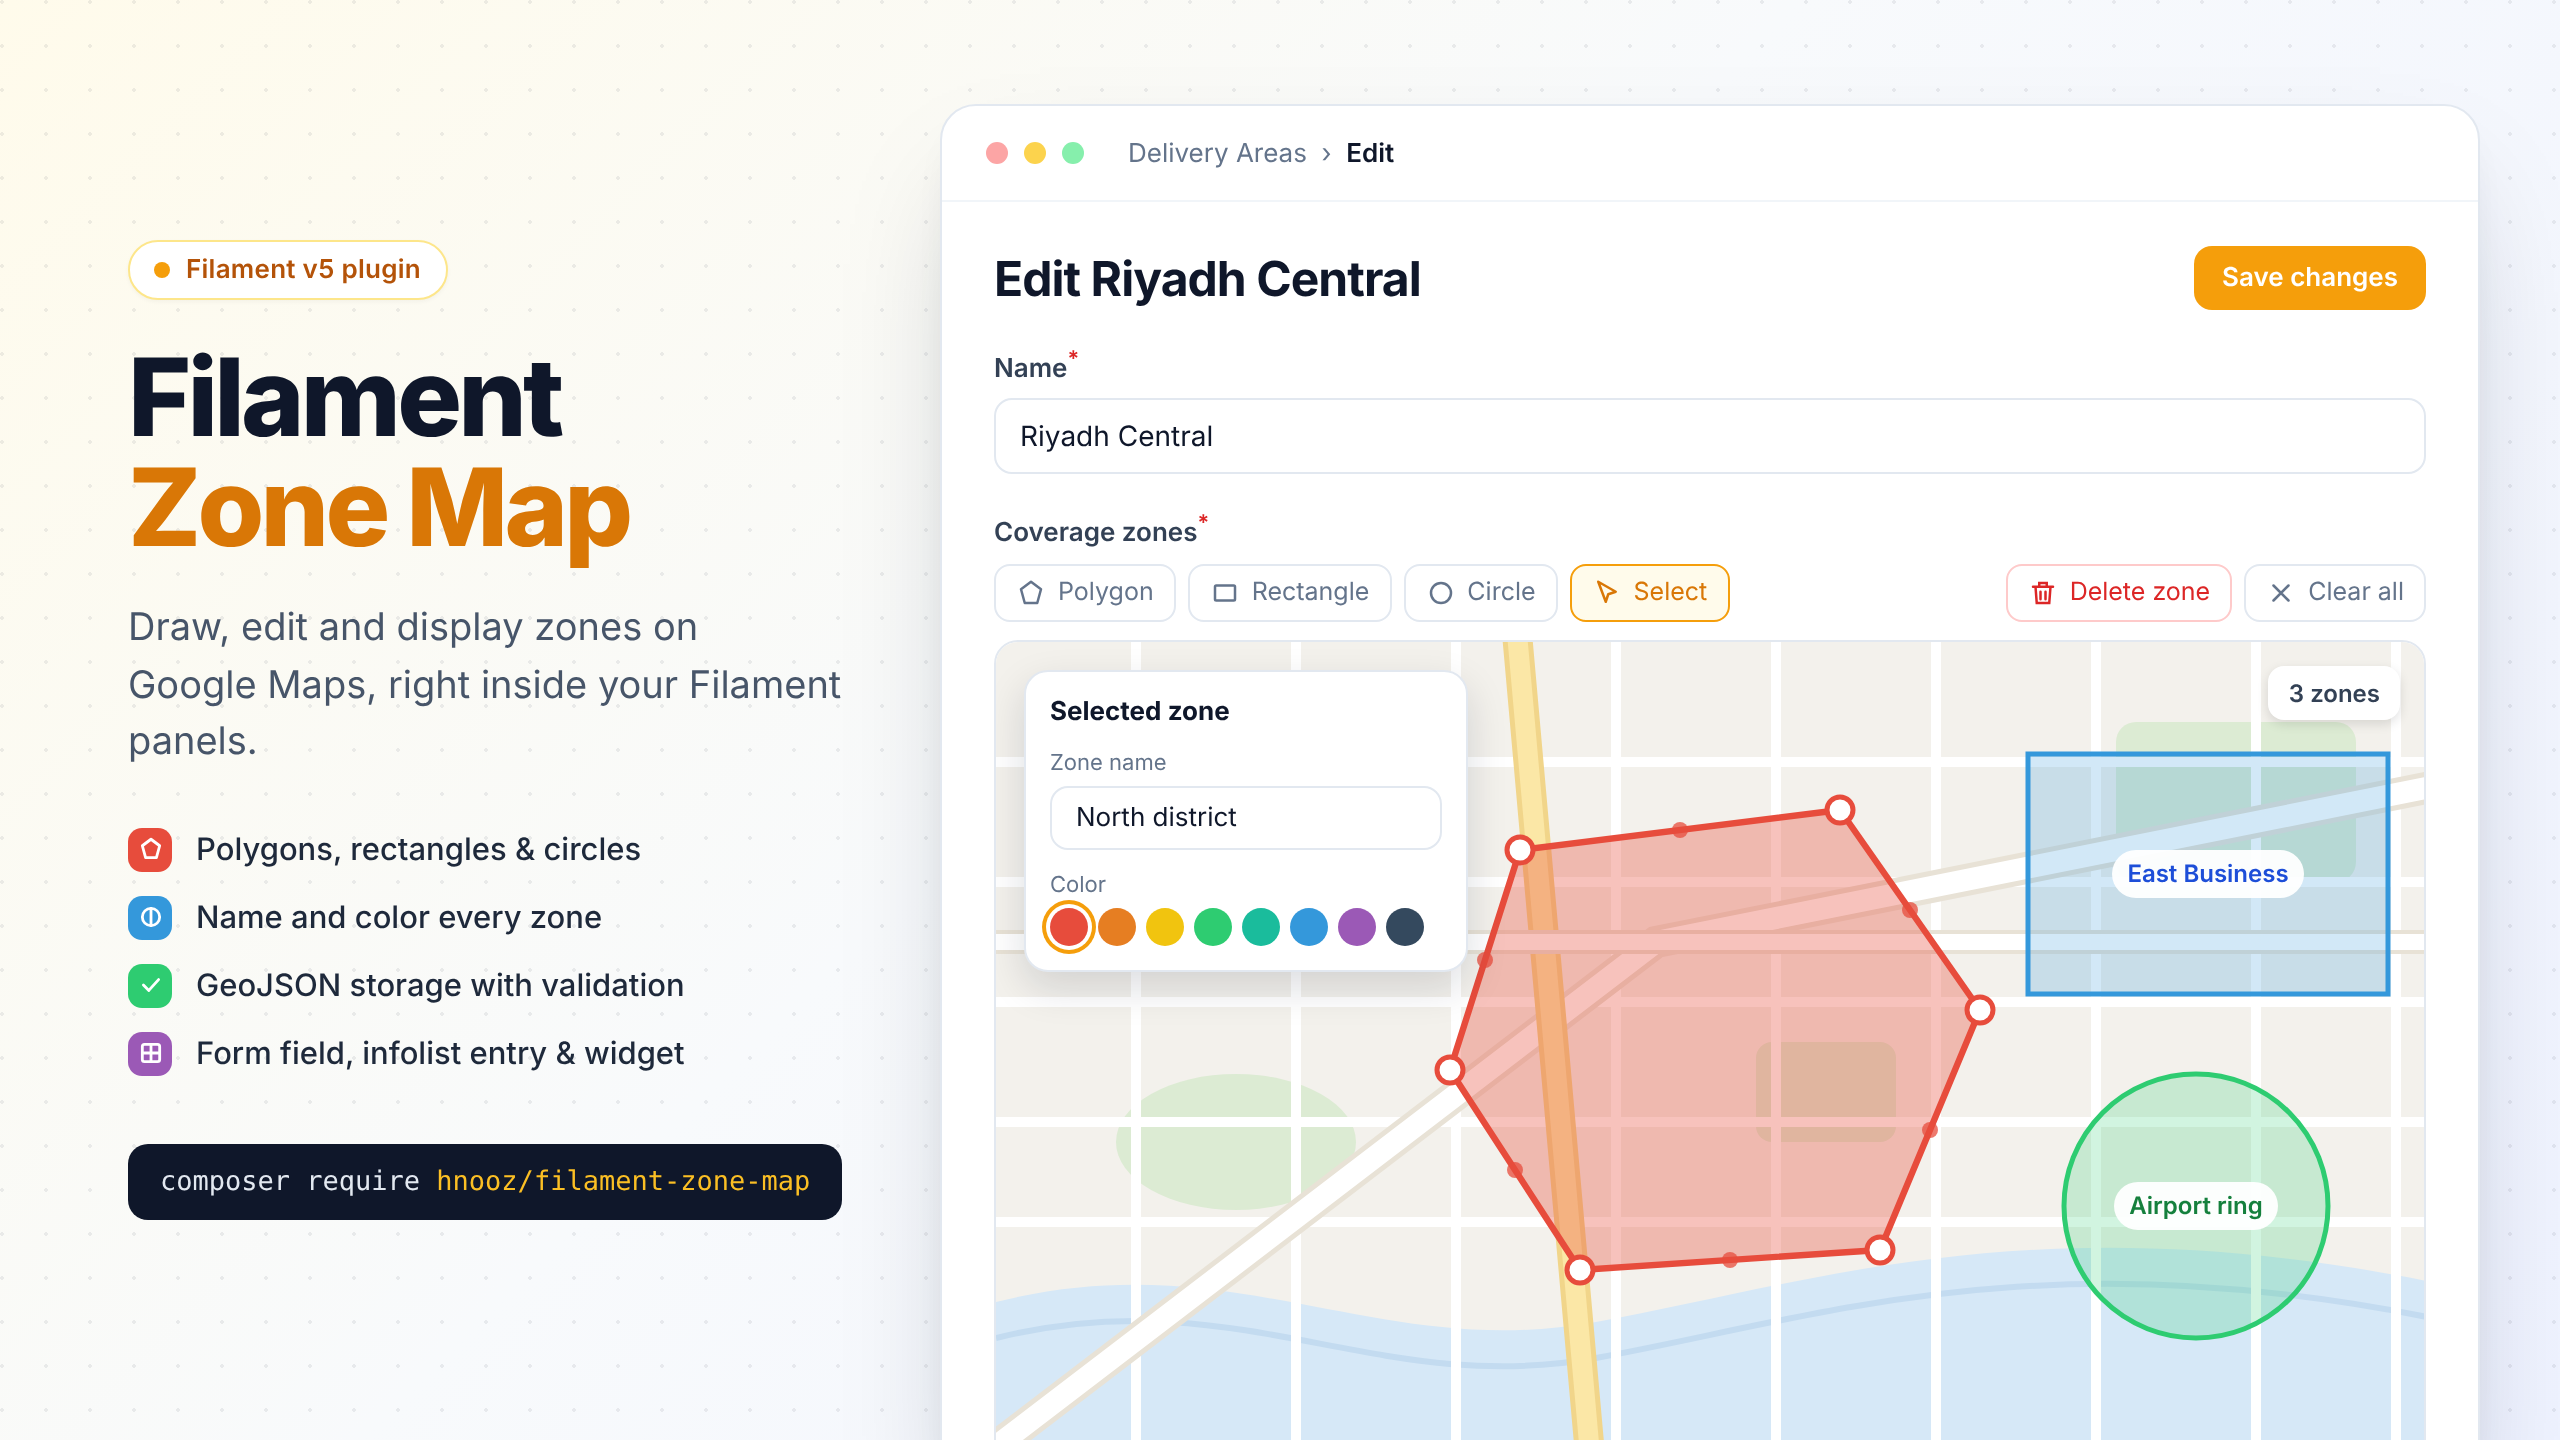 Filament v5 plugin
Filament
Zone Map
Draw, edit and display zones on
Google Maps, right inside your Filament
panels.
Polygons, rectangles & circles
Name and color every zone
GeoJSON storage with validation
Form field, infolist entry & widget
composer require hnooz/filament-zone-map
Delivery Areas › Edit
Edit Riyadh Central
Save changes
Name*
Riyadh Central
Coverage zones*
Polygon
Rectangle
Circle
Select
Delete zone
Clear all
Selected zone
Zone name
North district
Color
3 zones
East Business
Airport ring